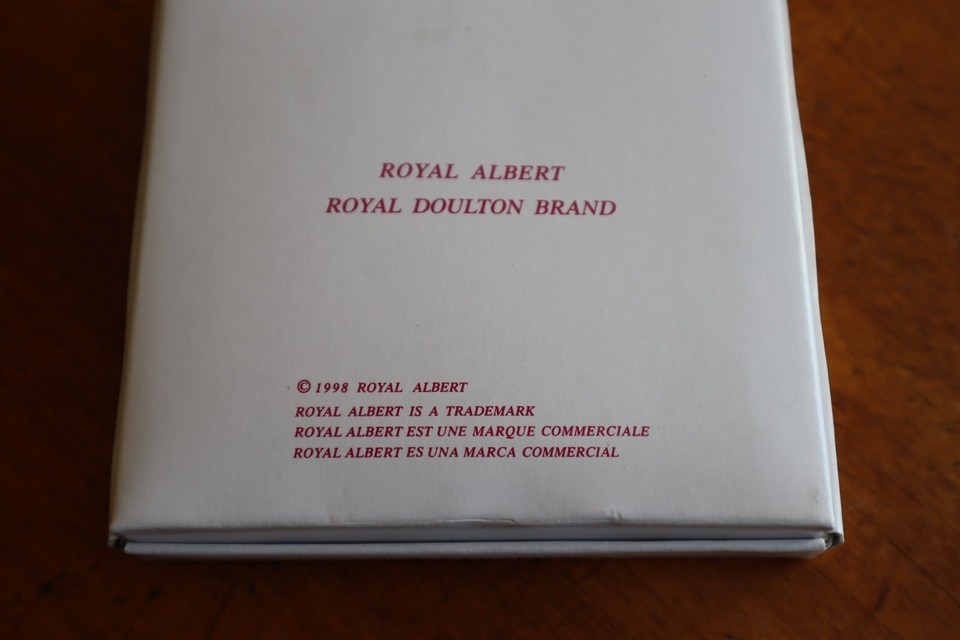 ROYAL ALBERT
ROYAL DOULTON BRAND
© 1998 ROYAL ALBERT
ROYAL ALBERT IS A TRADEMARK
ROYAL ALBERT EST UNE MARQUE COMMERCIALE
ROYAL ALBERT ES UNA MARCA COMMERCIAL